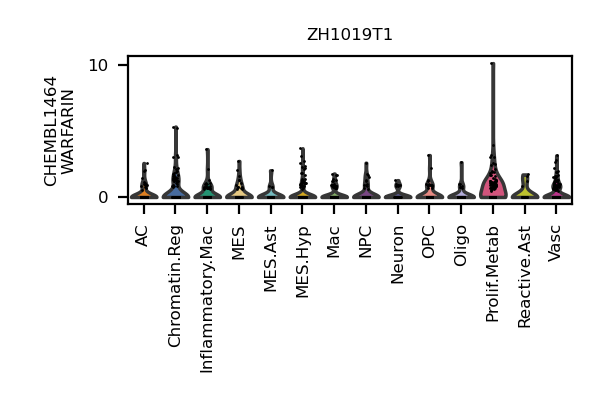 ZH1019T1
CHEMBL1464
WARFARIN
10
0
AC
Chromatin.Reg
Inflammatory.Mac
MES
MES.Ast
MES.Hyp
Mac
NPC
Neuron
OPC
Oligo
Prolif.Metab
Reactive.Ast
Vasc